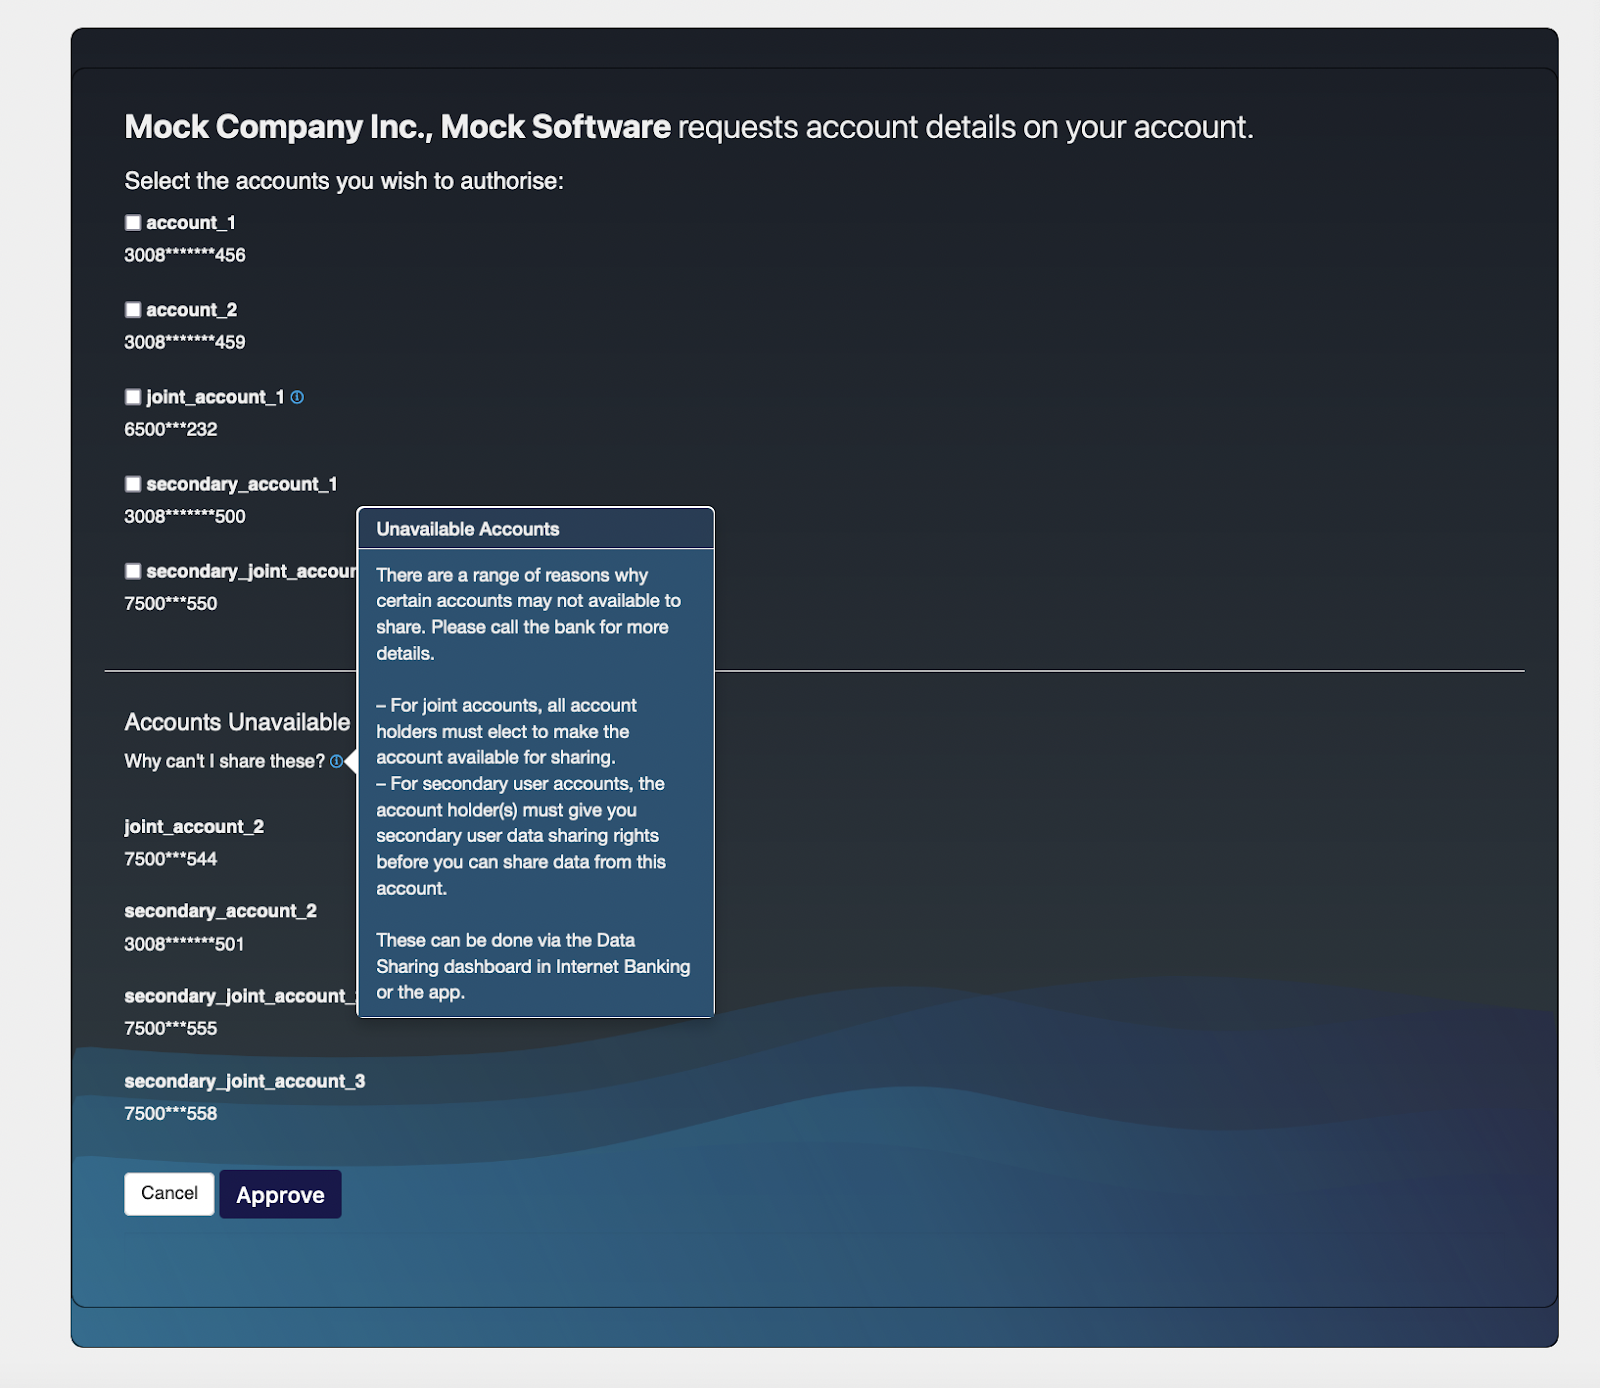 Mock Company Inc., Mock Software requests account details on your account.
Select the accounts you wish to authorise:
account_1
3008*******456
account_2
3008*******459
joint_account_1
6500***232
secondary_account_1
3008*******500
secondary_joint_accour
7500***550
Unavailable Accounts
There are a range of reasons why
certain accounts may not available to
share. Please call the bank for more
details.
– For joint accounts, all account
holders must elect to make the
account available for sharing.
– For secondary user accounts, the
account holder(s) must give you
secondary user data sharing rights
before you can share data from this
account.
These can be done via the Data
Sharing dashboard in Internet Banking
or the app.
Accounts Unavailable
Why can't I share these?
joint_account_2
7500***544
secondary_account_2
3008*******501
secondary_joint_account_
7500***555
secondary_joint_account_3
7500***558
Cancel
Approve